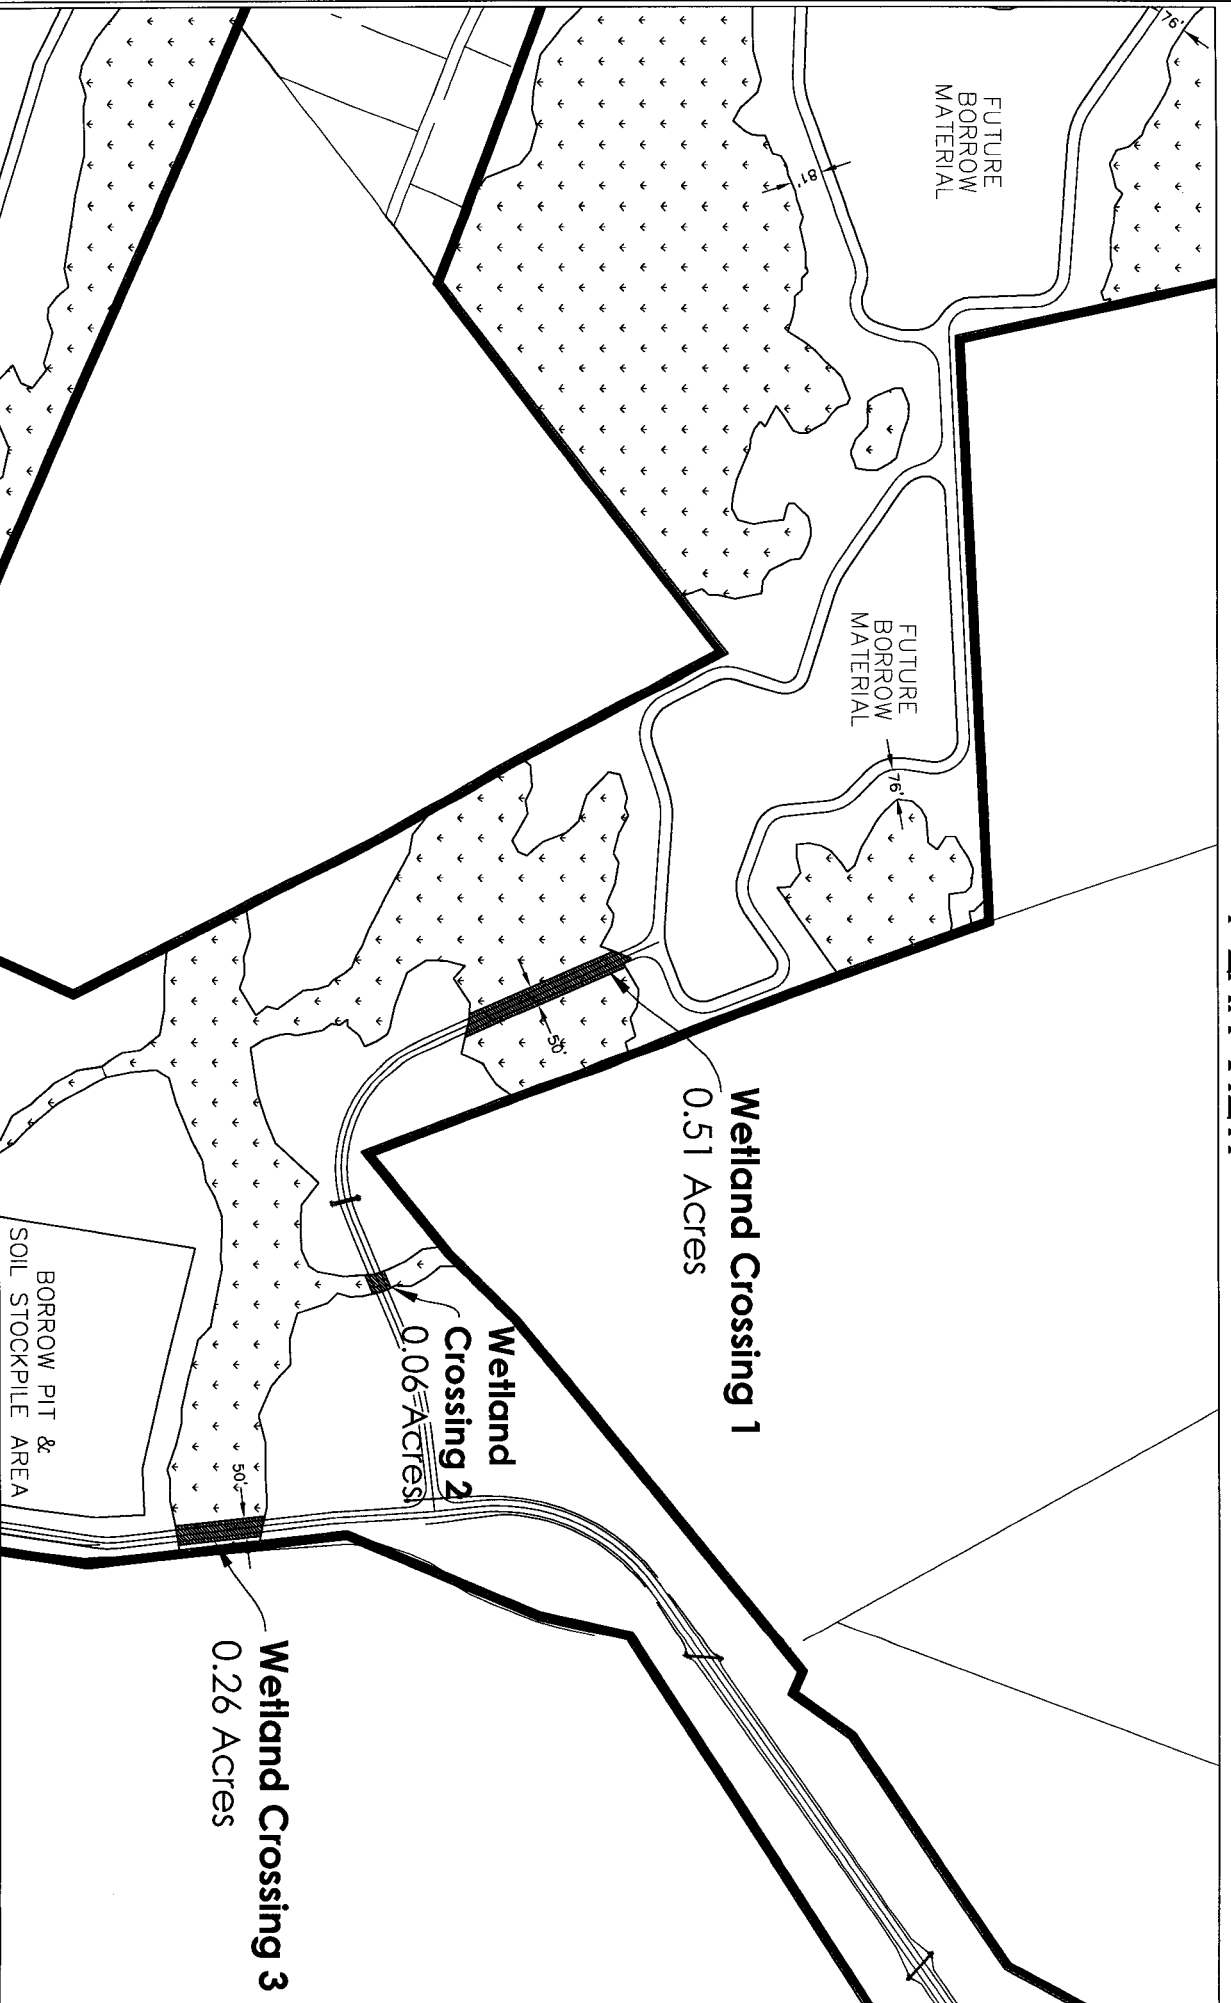 76'
FUTURE
BORROW
MATERIAL
81'
FUTURE
BORROW
MATERIAL
76'
50'
Wetland Crossing 1
0.51 Acres
Wetland
Crossing 2
0.06 Acres
BORROW PIT &
SOIL STOCKPILE AREA
50'
Wetland Crossing 3
0.26 Acres